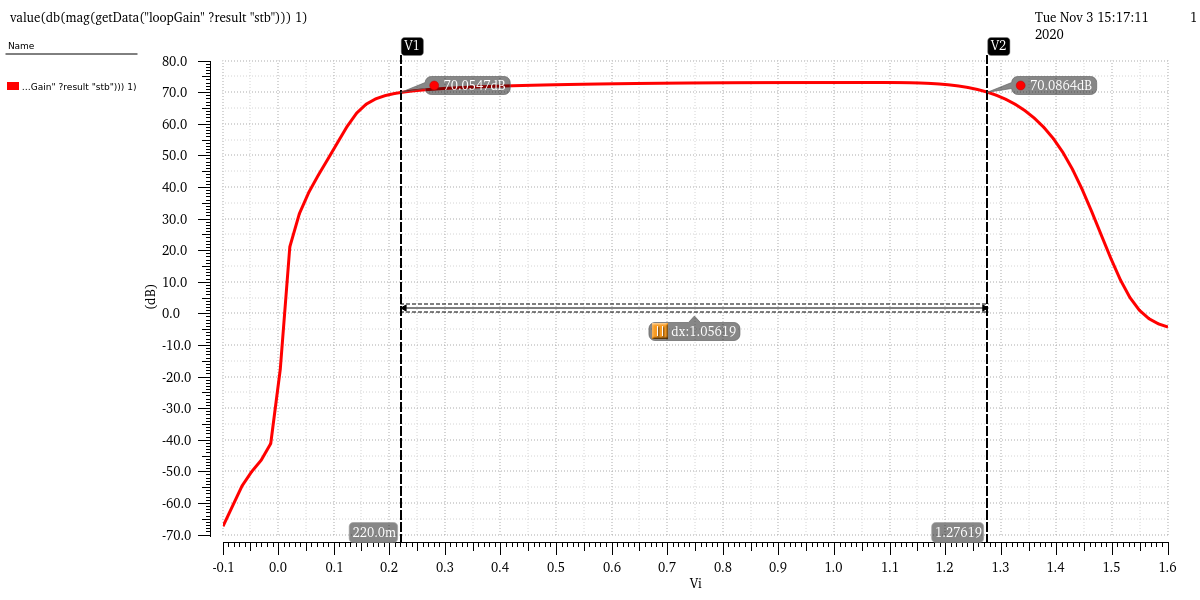 value(db(mag(getData("loopGain" ?result "stb"))) 1)
Tue Nov 3 15:17:11
2020
1
Name
...Gain" ?result "stb"))) 1)
V1
V2
70.0547dB
70.0864dB
80.0
70.0
60.0
50.0
40.0
30.0
20.0
10.0
0.0
-10.0
-20.0
-30.0
-40.0
-50.0
-60.0
-70.0
(dB)
dx:1.05619
220.0m
1.27619
-0.1 0.0 0.1 0.2 0.3 0.4 0.5 0.6 0.7 0.8 0.9 1.0 1.1 1.2 1.3 1.4 1.5 1.6
Vi